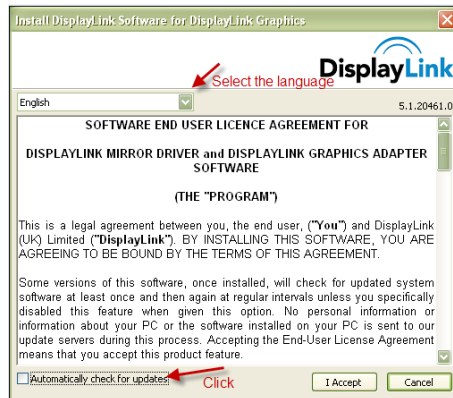 Install DisplayLink Software for DisplayLink Graphics
DisplayLink
Select the language
English
5.1.20461.0
SOFTWARE END USER LICENCE AGREEMENT FOR
DISPLAYLINK MIRROR DRIVER and DISPLAYLINK GRAPHICS ADAPTER
SOFTWARE
(THE "PROGRAM")
This is a legal agreement between you, the end user, ("You") and DisplayLink
(UK) Limited ("DisplayLink"). BY INSTALLING THIS SOFTWARE, YOU ARE
AGREEING TO BE BOUND BY THE TERMS OF THIS AGREEMENT.
Some versions of this software, once installed, will check for updated system
software at least once and then again at regular intervals unless you specifically
disabled this feature when given this option. No personal information or
information about your PC or the software installed on your PC is sent to our
update servers during this process. Accepting the End-User License Agreement
means that you accept this product feature.
Automatically check for updates
Click
I Accept
Cancel